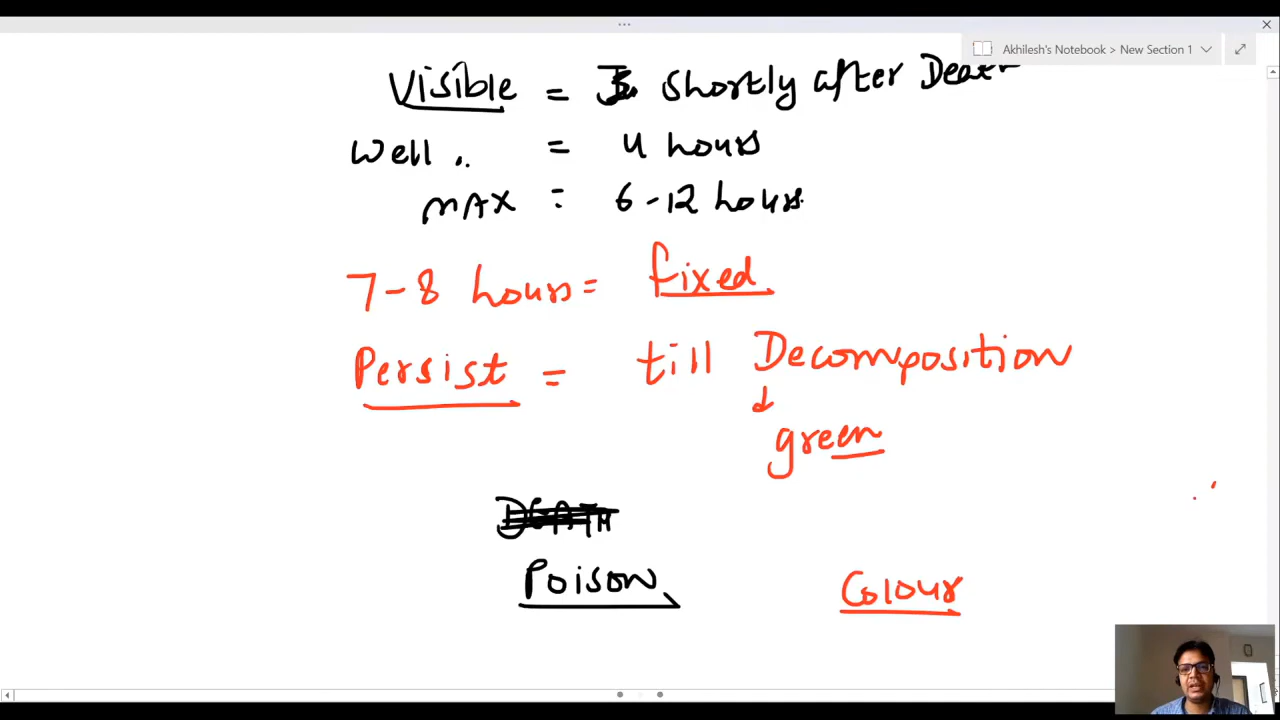 Akhilesh's Notebook > New Section 1
Visible = shortly after Death
Well ,, = 4 hours
MAX = 6-12 hours
7-8 hours = fixed
Persist = till Decomposition
↓
green
DEATH
Poison Colour